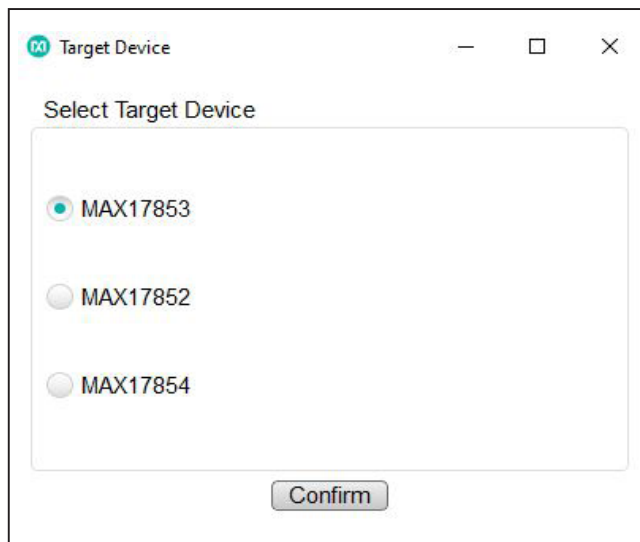 Target Device
Select Target Device
MAX17853
MAX17852
MAX17854
Confirm